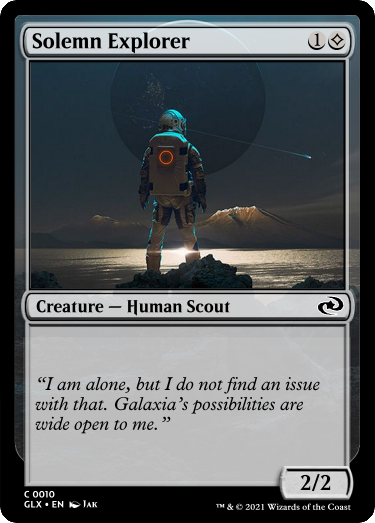 Solemn Explorer 1
Creature — Human Scout
“I am alone, but I do not find an issue
with that. Galaxia’s possibilities are
wide open to me.”
2/2
C 0010
GLX • EN Jak
™ & © 2021 Wizards of the Coast